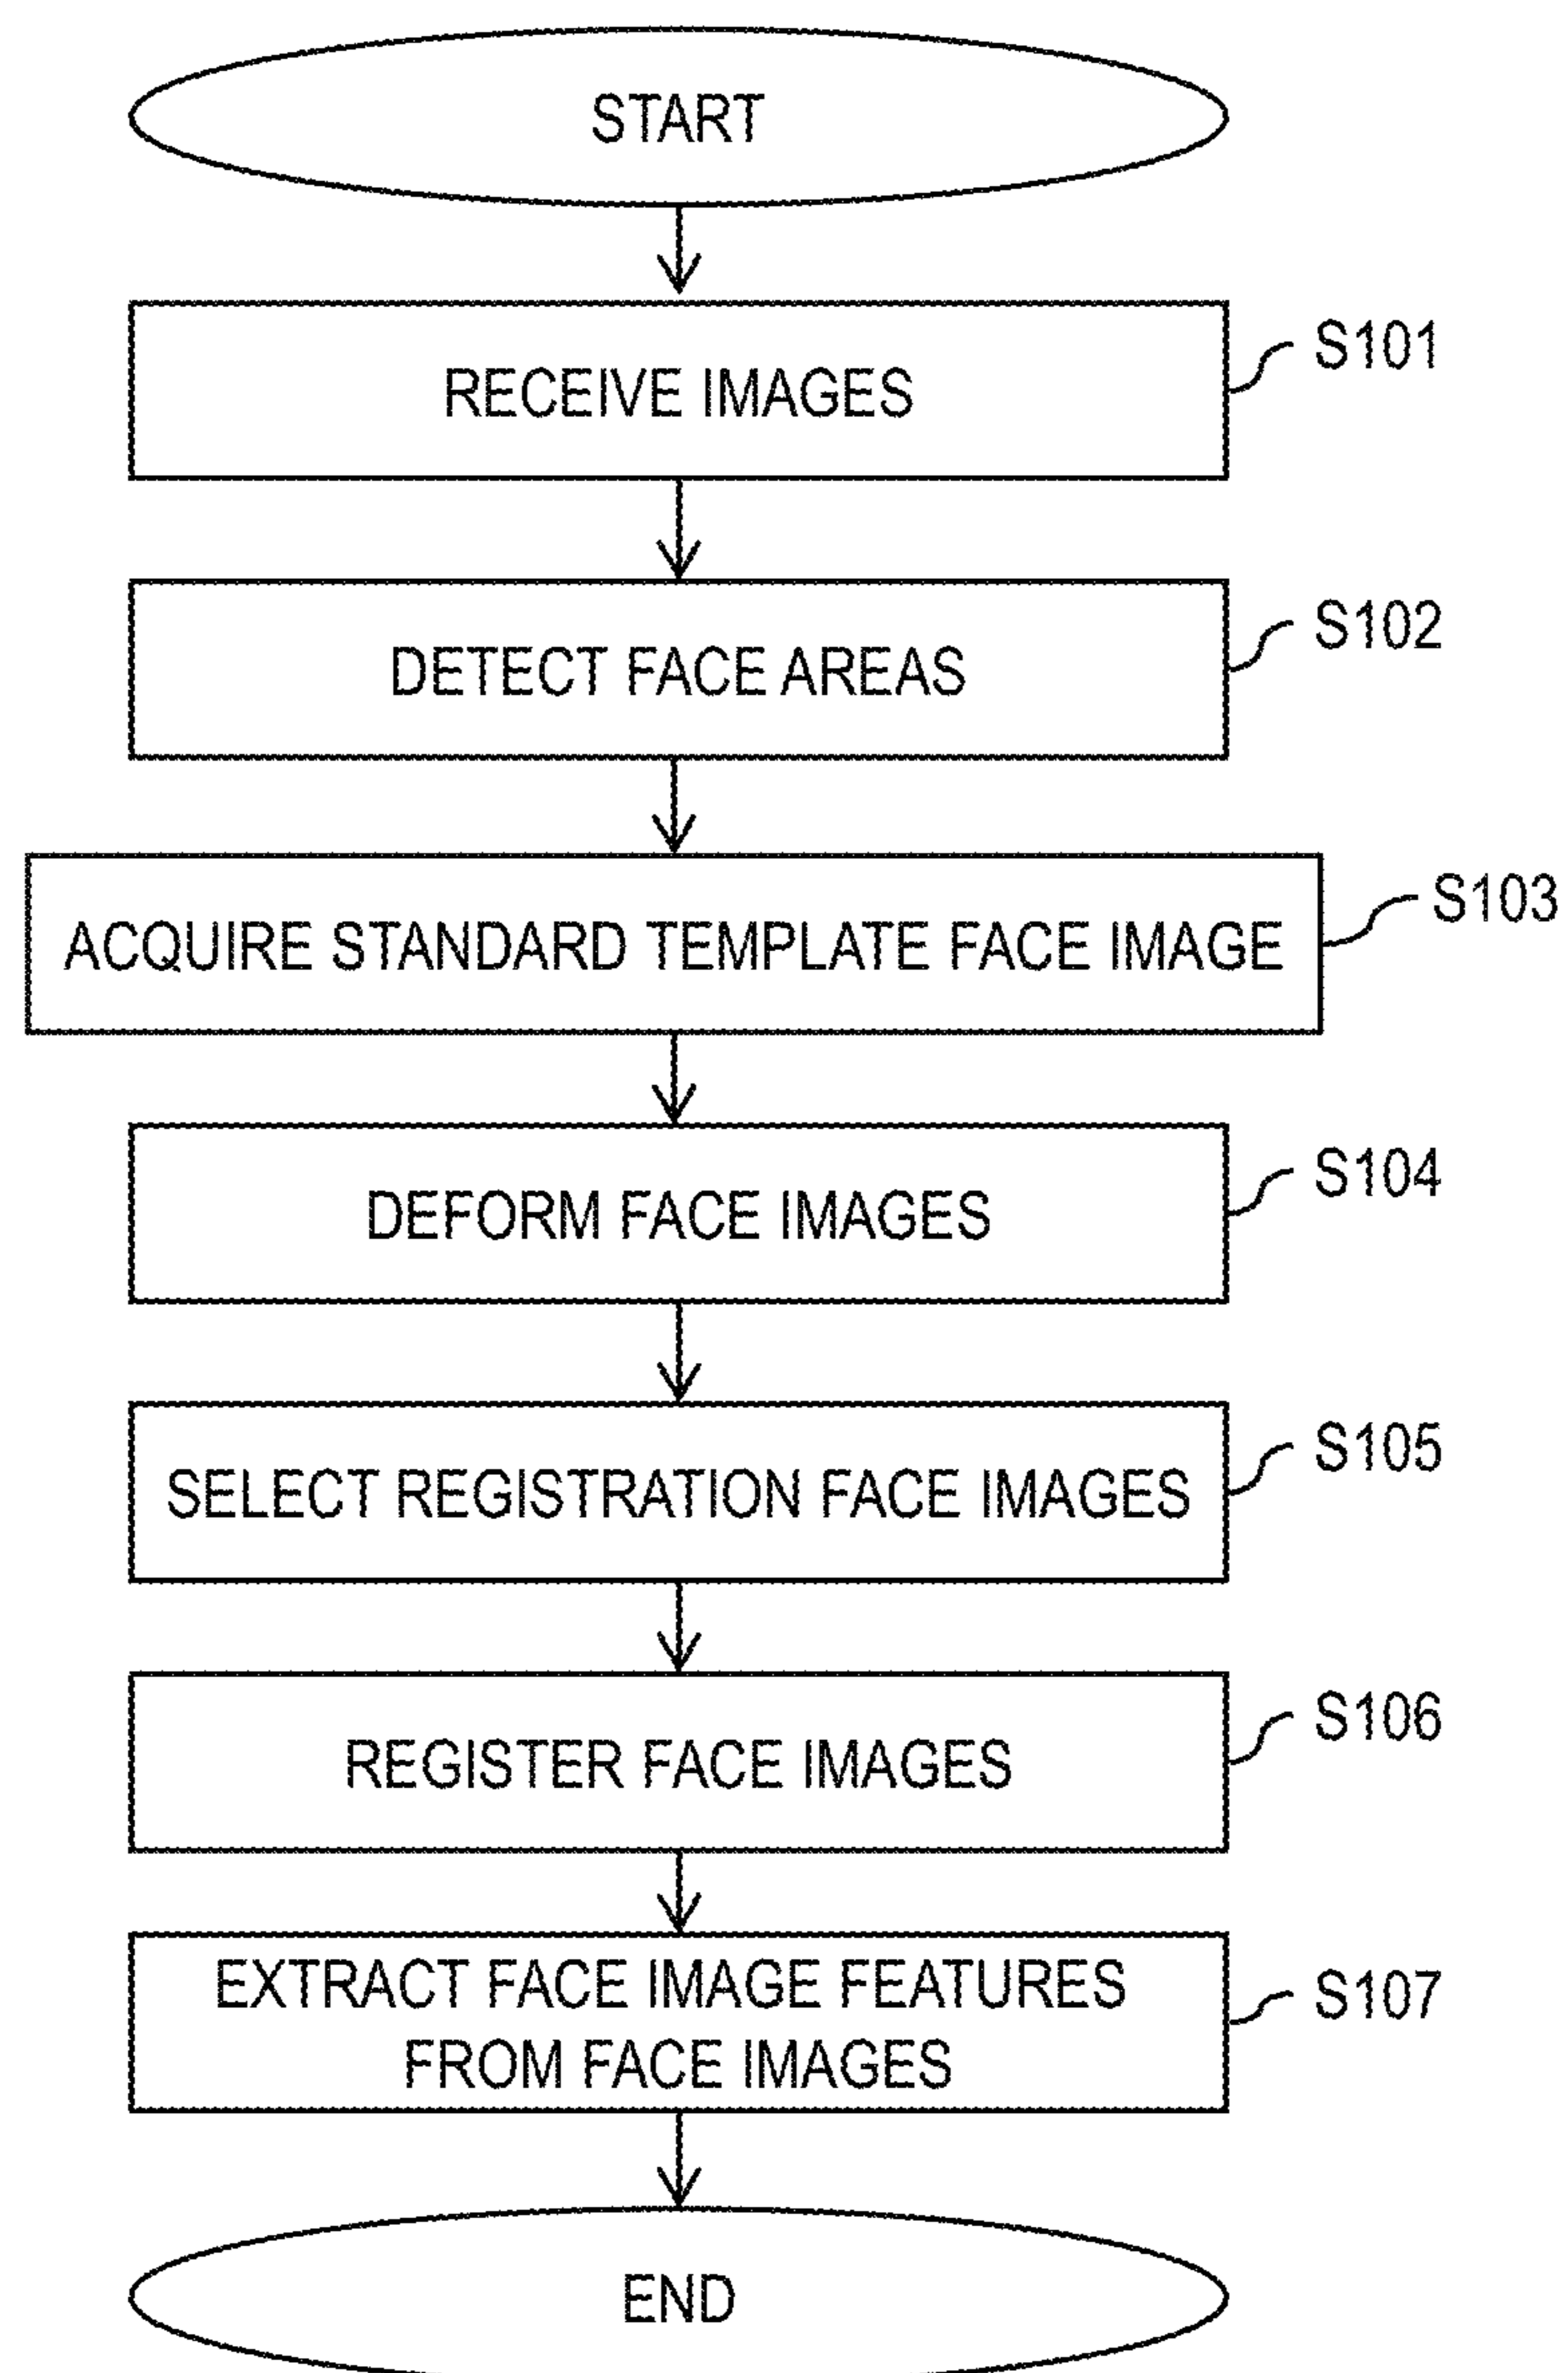 START
RECEIVE IMAGES
S101
DETECT FACE AREAS
S102
ACQUIRE STANDARD TEMPLATE FACE IMAGE
S103
DEFORM FACE IMAGES
S104
SELECT REGISTRATION FACE IMAGES
S105
REGISTER FACE IMAGES
S106
EXTRACT FACE IMAGE FEATURES
FROM FACE IMAGES
S107
END